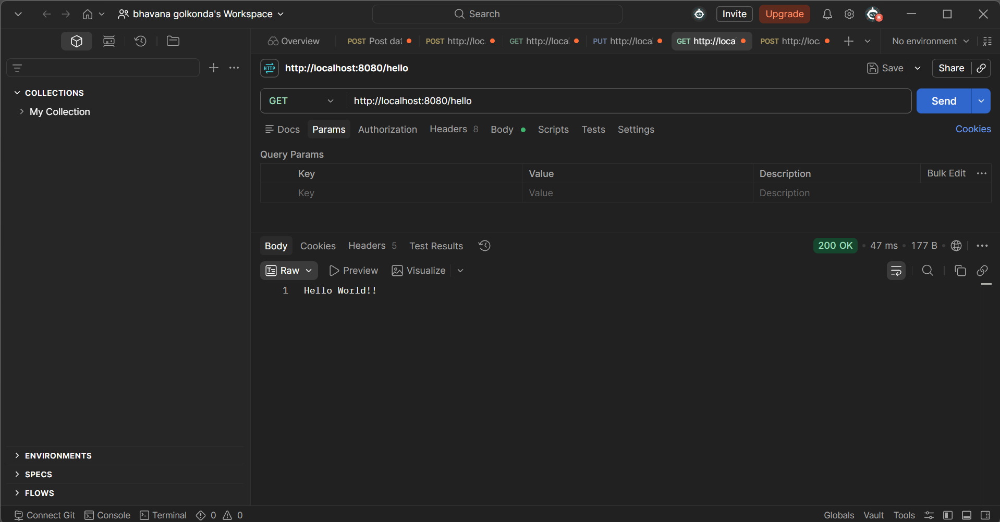 bhavana golkonda's Workspace
Search
Invite
Upgrade
B
Overview
POST Post dat
POST http://loc
GET http://loca
PUT http://loca
GET http://loca
POST http://loc
No environment
HTTP
http://localhost:8080/hello
Save
Share
COLLECTIONS
My Collection
GET
http://localhost:8080/hello
Send
Docs
Params
Authorization
Headers 8
Body
Scripts
Tests
Settings
Cookies
Query Params
Key Value Description Bulk Edit
Key Value Description
Body
Cookies
Headers 5
Test Results
200 OK • 47 ms • 177 B
Raw
Preview
Visualize
1 Hello World!!
ENVIRONMENTS
SPECS
FLOWS
Connect Git
Console
Terminal
0
0
Globals
Vault
Tools